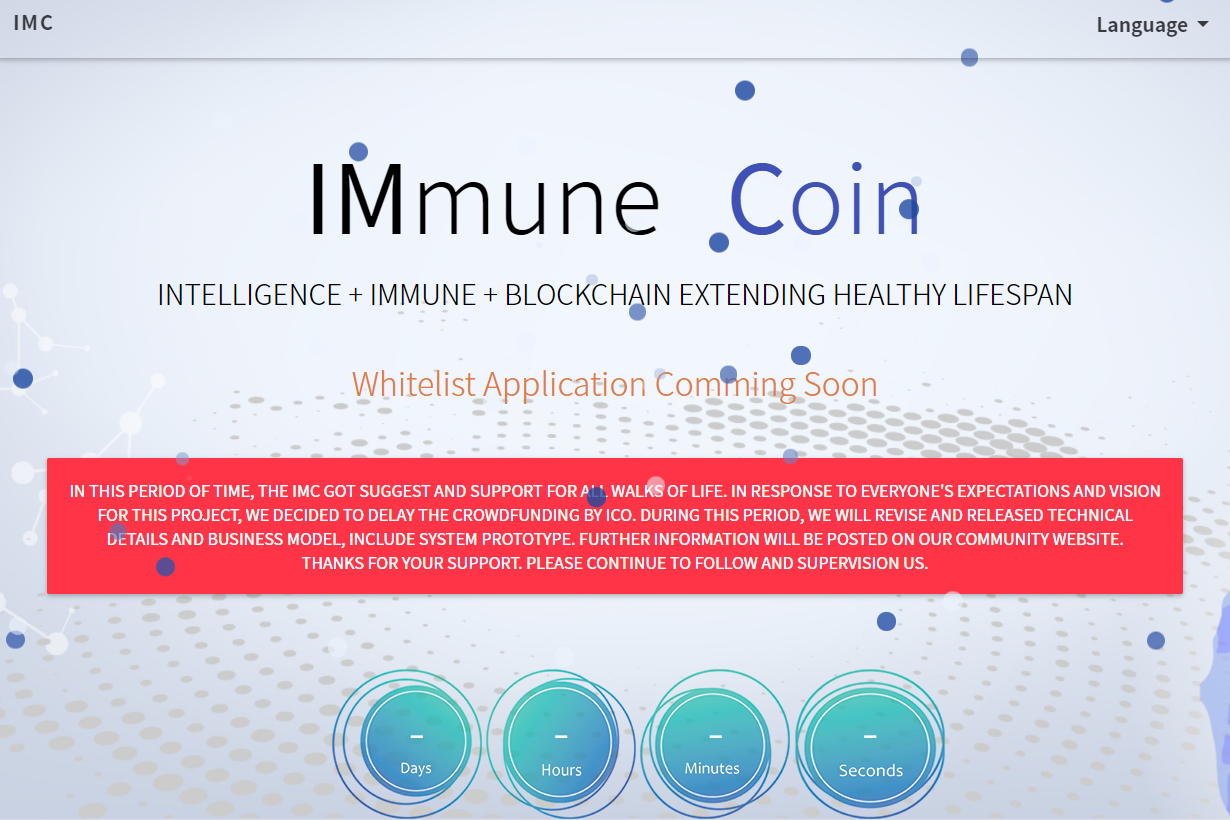 IMC
Language
IMmune Coin
INTELLIGENCE + IMMUNE + BLOCKCHAIN EXTENDING HEALTHY LIFESPAN
Whitelist Application Comming Soon
IN THIS PERIOD OF TIME, THE IMC GOT SUGGEST AND SUPPORT FOR ALL WALKS OF LIFE. IN RESPONSE TO EVERYONE'S EXPECTATIONS AND VISION
FOR THIS PROJECT, WE DECIDED TO DELAY THE CROWDFUNDING BY ICO. DURING THIS PERIOD, WE WILL REVISE AND RELEASED TECHNICAL
DETAILS AND BUSINESS MODEL, INCLUDE SYSTEM PROTOTYPE. FURTHER INFORMATION WILL BE POSTED ON OUR COMMUNITY WEBSITE.
THANKS FOR YOUR SUPPORT. PLEASE CONTINUE TO FOLLOW AND SUPERVISION US.
– – – –
Days Hours Minutes Seconds